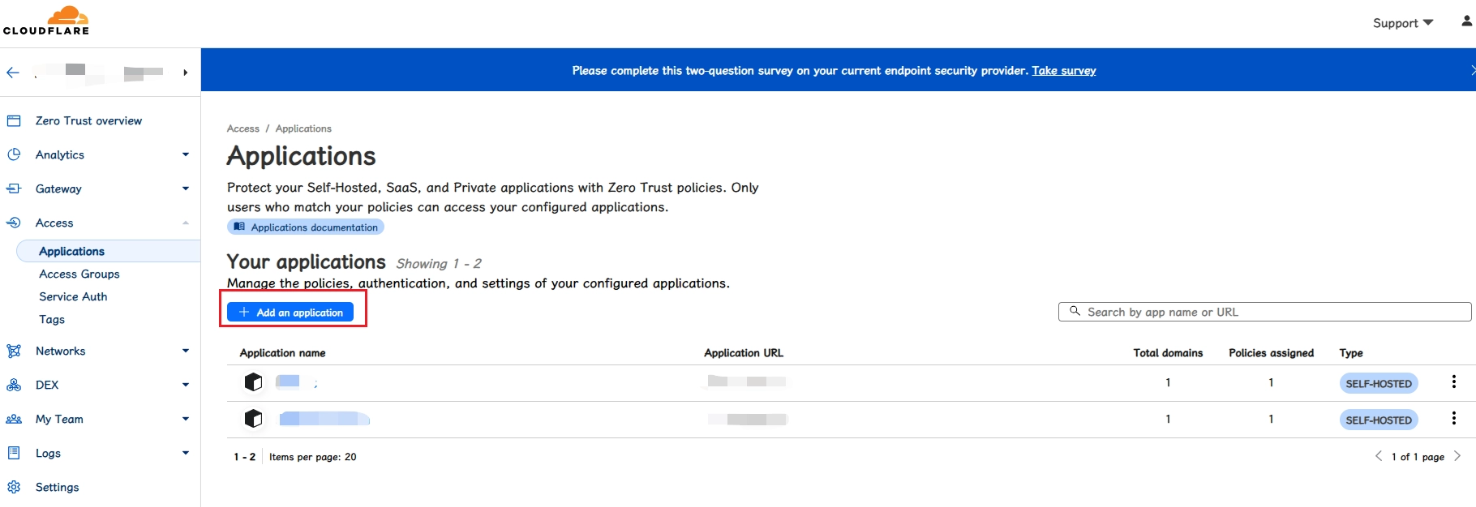 CLOUDFLARE
Support
Please complete this two-question survey on your current endpoint security provider. Take survey
Zero Trust overview
Analytics
Gateway
Access
Applications
Access Groups
Service Auth
Tags
Networks
DEX
My Team
Logs
Settings
Access / Applications
Applications
Protect your Self-Hosted, SaaS, and Private applications with Zero Trust policies. Only
users who match your policies can access your configured applications.
Applications documentation
Your applications Showing 1 - 2
Manage the policies, authentication, and settings of your configured applications.
+ Add an application
Search by app name or URL
Application name Application URL Total domains Policies assigned Type
1 1 SELF-HOSTED
1 1 SELF-HOSTED
1 - 2 Items per page: 20
1 of 1 page